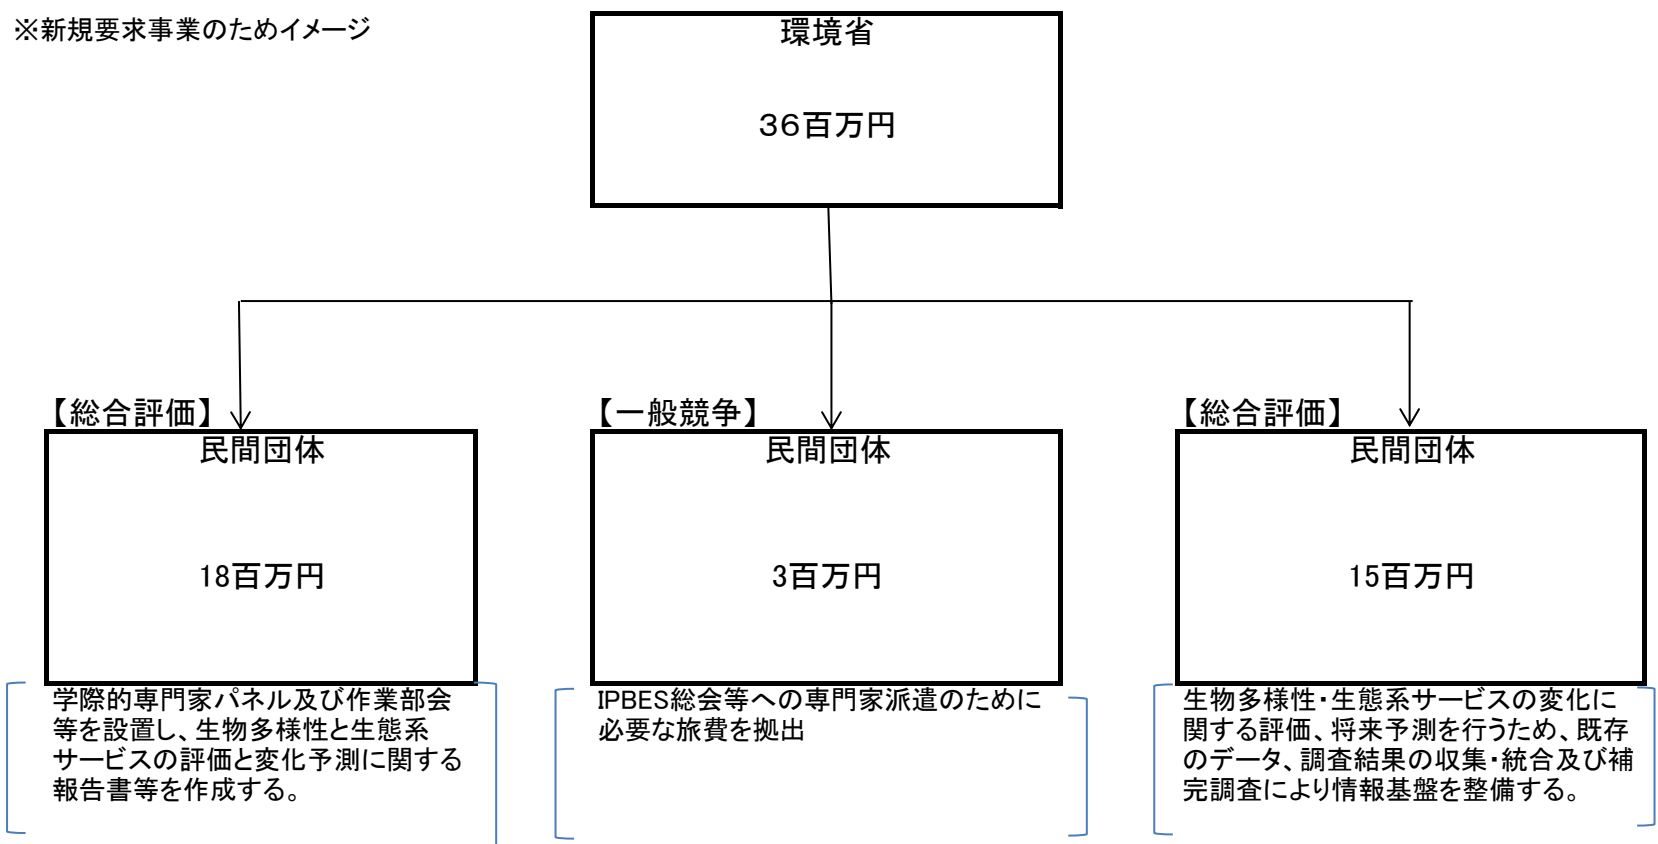 ※新規要求事業のためイメージ
環境省
36百万円
【総合評価】
民間団体
18百万円
学際的専門家パネル及び作業部会
等を設置し、生物多様性と生態系
サービスの評価と変化予測に関する
報告書等を作成する。
【一般競争】
民間団体
3百万円
IPBES総会等への専門家派遣のために
必要な旅費を拠出
【総合評価】
民間団体
15百万円
生物多様性・生態系サービスの変化に
関する評価、将来予測を行うため、既存
のデータ、調査結果の収集・統合及び補
完調査により情報基盤を整備する。